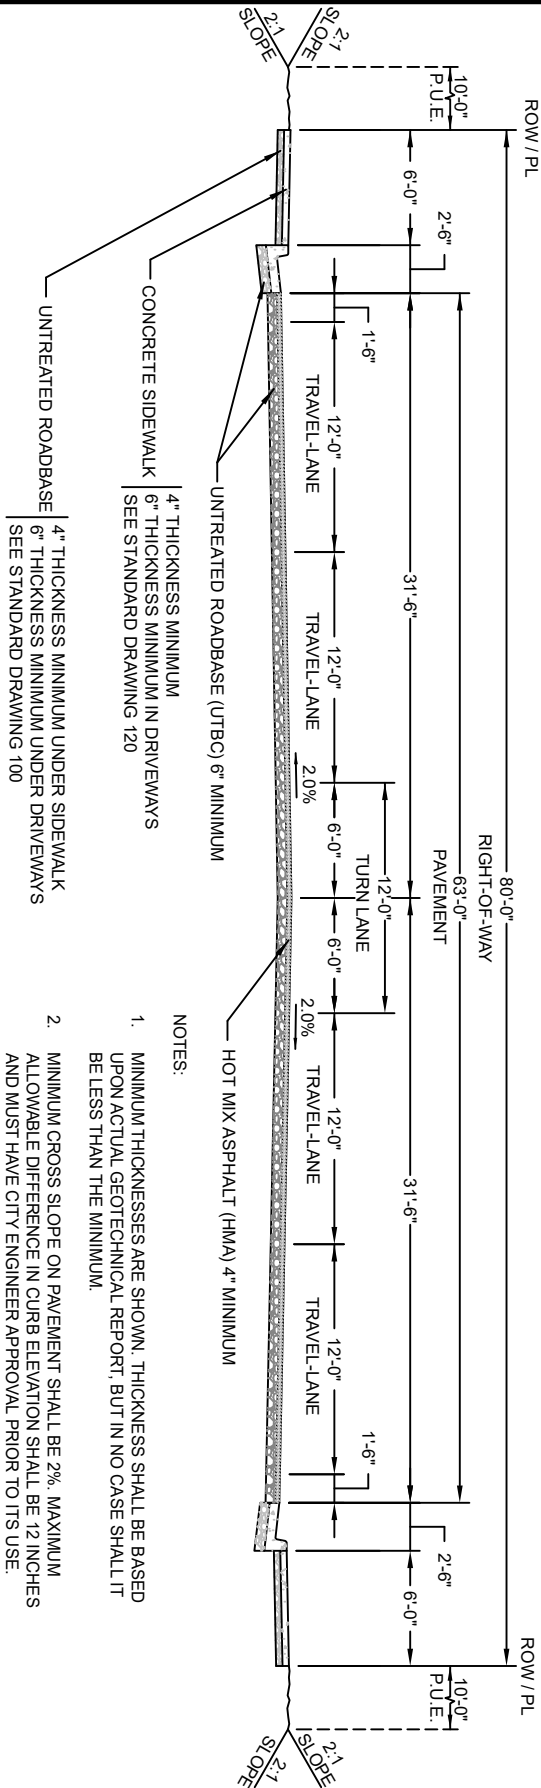 ROW / PL
ROW / PL
80'-0"
RIGHT-OF-WAY
10'-0"
P.U.E.
10'-0"
P.U.E.
63'-0"
PAVEMENT
6'-0"
2'-6"
31'-6"
31'-6"
2'-6"
6'-0"
12'-0"
TURN LANE
1'-6"
12'-0"
TRAVEL-LANE
12'-0"
TRAVEL-LANE
6'-0"
6'-0"
12'-0"
TRAVEL-LANE
12'-0"
TRAVEL-LANE
1'-6"
2.0%
2.0%
2:1
SLOPE
2:1
SLOPE
2:1
SLOPE
2:1
SLOPE
HOT MIX ASPHALT (HMA) 4" MINIMUM
UNTREATED ROADBASE (UTBC) 6" MINIMUM
CONCRETE SIDEWALK
4" THICKNESS MINIMUM
6" THICKNESS MINIMUM IN DRIVEWAYS
SEE STANDARD DRAWING 120
UNTREATED ROADBASE
4" THICKNESS MINIMUM UNDER SIDEWALK
6" THICKNESS MINIMUM UNDER DRIVEWAYS
SEE STANDARD DRAWING 100
NOTES:
1. MINIMUM THICKNESSES ARE SHOWN. THICKNESS SHALL BE BASED
UPON ACTUAL GEOTECHNICAL REPORT, BUT IN NO CASE SHALL IT
BE LESS THAN THE MINIMUM.
2. MINIMUM CROSS SLOPE ON PAVEMENT SHALL BE 2%. MAXIMUM
ALLOWABLE DIFFERENCE IN CURB ELEVATION SHALL BE 12 INCHES
AND MUST HAVE CITY ENGINEER APPROVAL PRIOR TO ITS USE.